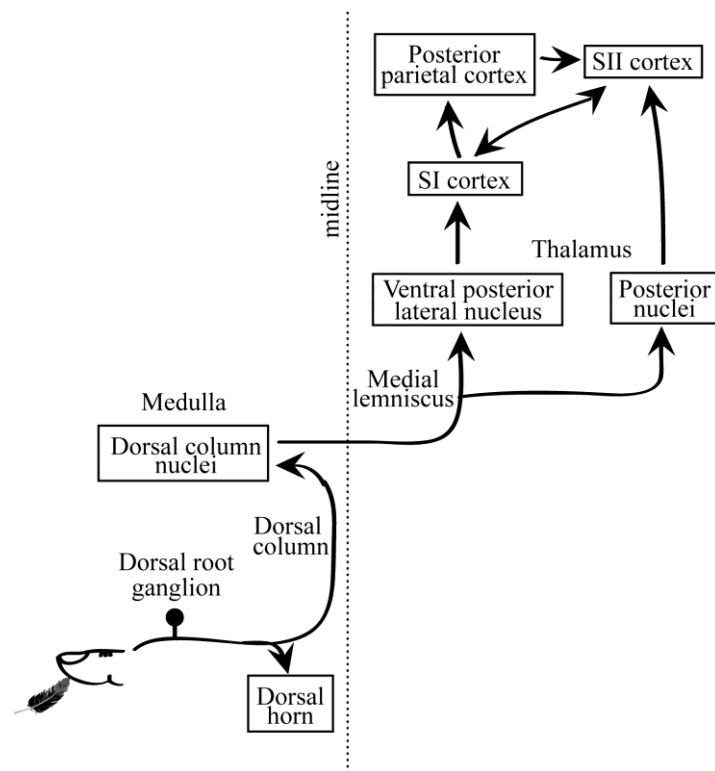 Posterior
parietal cortex
SII cortex
midline
SI cortex
Thalamus
Ventral posterior
lateral nucleus
Posterior
nuclei
Medial
lemniscus
Medulla
Dorsal column
nuclei
Dorsal
column
Dorsal root
ganglion
Dorsal
horn